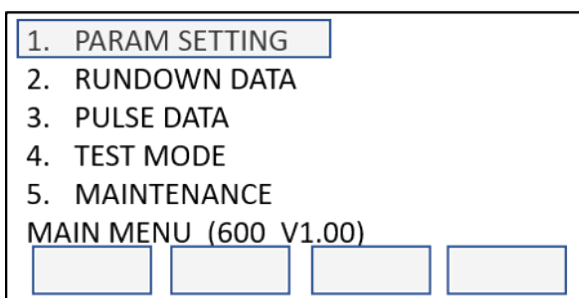 1. PARAM SETTING
2. RUNDOWN DATA
3. PULSE DATA
4. TEST MODE
5. MAINTENANCE
MAIN MENU (600 V1.00)